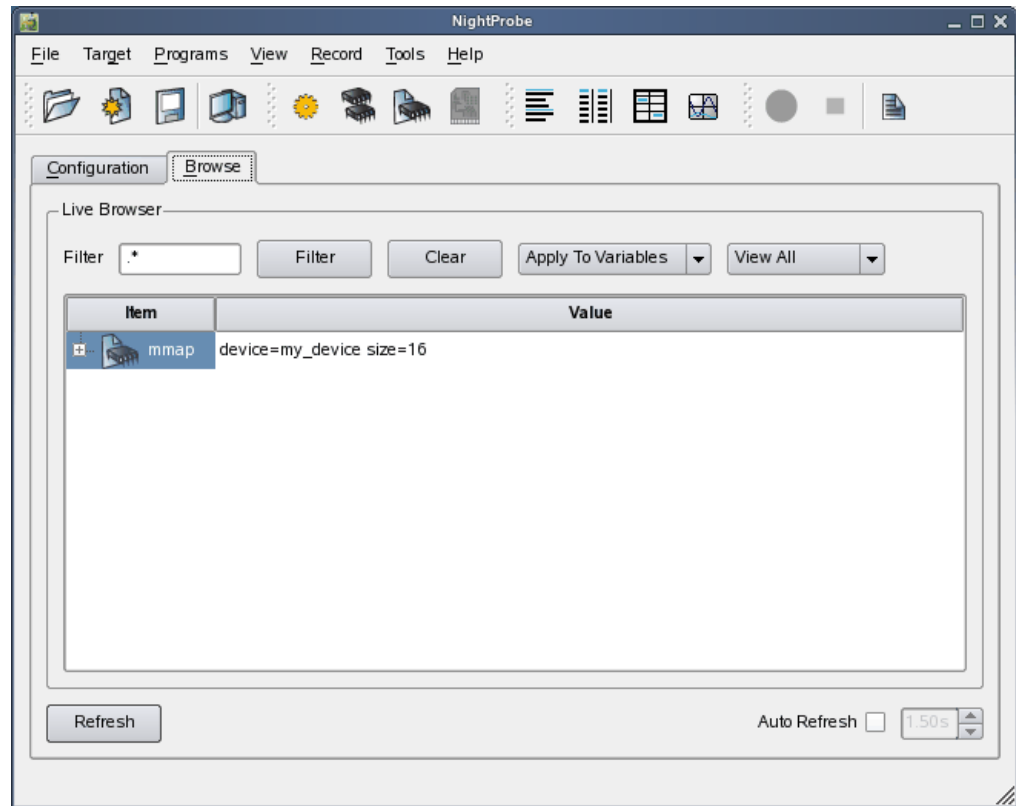 NightProbe
File Target Programs View Record Tools Help
Configuration Browse
Live Browser
Filter .* Filter Clear Apply To Variables View All
Item Value
mmap device=my_device size=16
Refresh Auto Refresh 1.50s